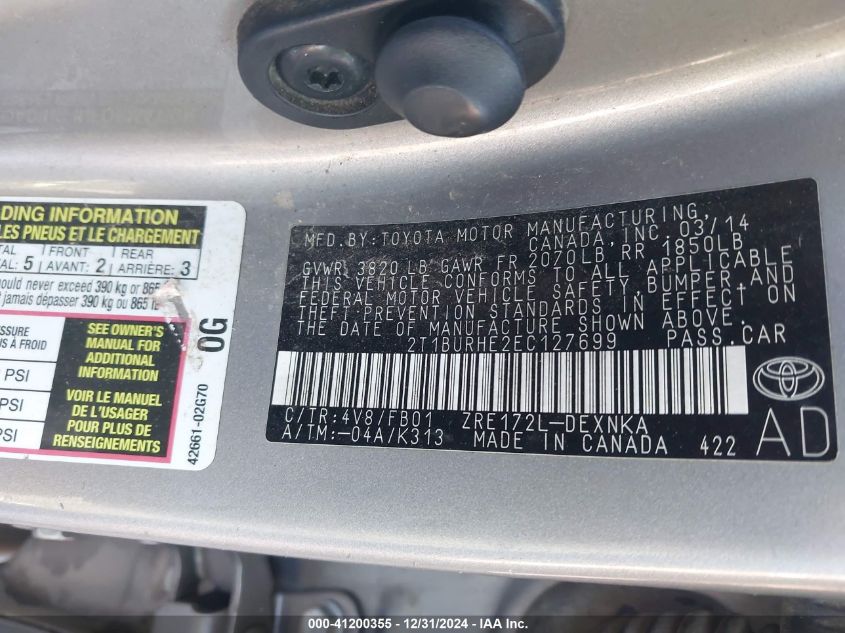 DING INFORMATION
LES PNEUS ET LE CHARGEMENT
TAL FRONT REAR
AL: 5 AVANT: 2 ARRIÈRE: 3
ould never exceed 390 kg or 865
jamais dépasser 390 kg ou 865 lb
ESSURE
S À FROID
PSI
PSI
PSI
SEE OWNER'S
MANUAL FOR
ADDITIONAL
INFORMATION
VOIR LE MANUEL
DE L'USAGER
POUR PLUS DE
RENSEIGNEMENTS
0G
42661-02G70
MFD. BY: TOYOTA MOTOR MANUFACTURING,
CANADA, INC. 03/14
GVWR 3820 LB GAWR FR 2070LB, RR 1850LB
THIS VEHICLE CONFORMS TO ALL APPLICABLE
FEDERAL MOTOR VEHICLE SAFETY, BUMPER, AND
THEFT PREVENTION STANDARDS IN EFFECT ON
THE DATE OF MANUFACTURE SHOWN ABOVE.
2T1BURHE2EC127699 PASS. CAR
C/TR: 4V8/FB01 ZRE172L-DEXNKA
A/TM: -04A/K313 MADE IN CANADA 422
AD
000-41200355 - 12/31/2024 - IAA Inc.